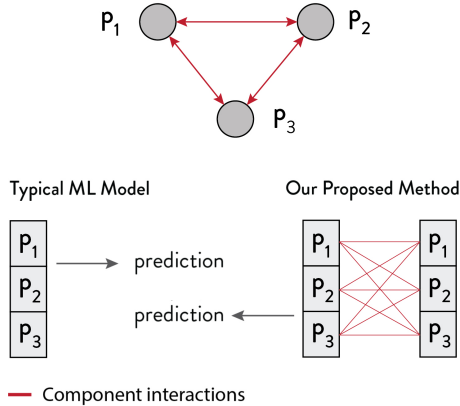 p1 p2
p3
Typical ML Model Our Proposed Method
p1 p1 p1
prediction
p2 p2 p2
prediction
p3 p3 p3
Component interactions